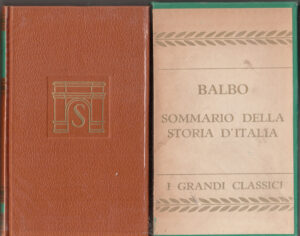 S
BALBO
SOMMARIO DELLA
STORIA D'ITALIA
I GRANDI CLASSICI